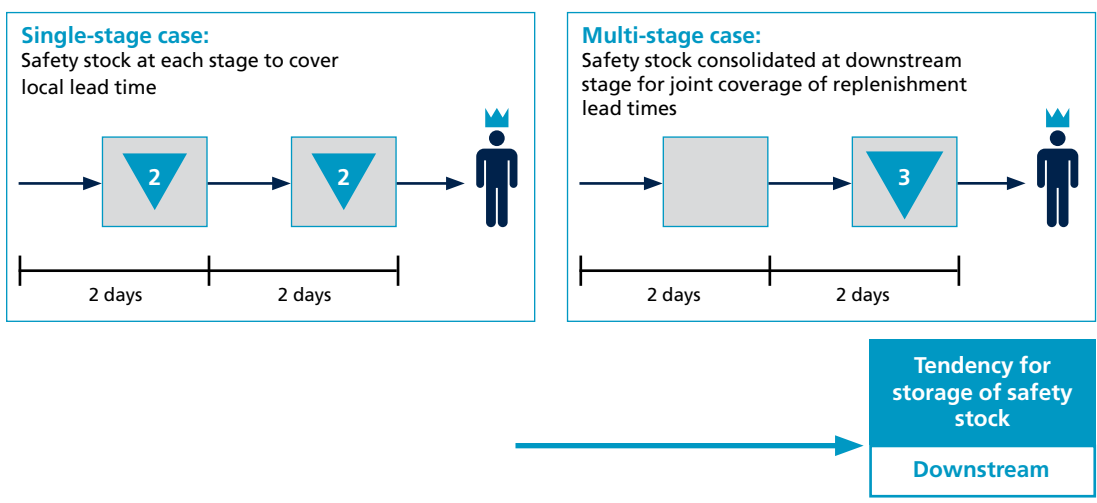 Single-stage case:
Safety stock at each stage to cover
local lead time
2
2
2 days
2 days
Multi-stage case:
Safety stock consolidated at downstream
stage for joint coverage of replenishment
lead times
3
2 days
2 days
Tendency for
storage of safety
stock
Downstream